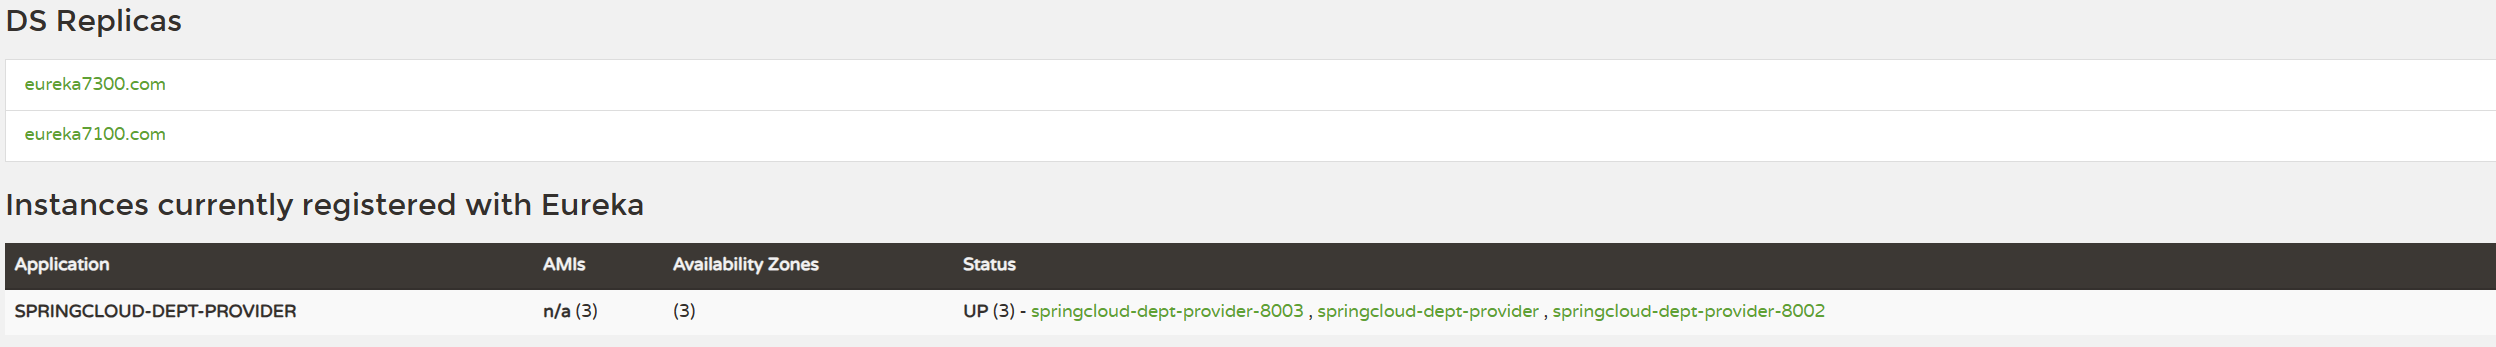 DS Replicas
eureka7300.com
eureka7100.com
Instances currently registered with Eureka
Application AMIs Availability Zones Status
SPRINGCLOUD-DEPT-PROVIDER n/a (3) (3) UP (3) - springcloud-dept-provider-8003 , springcloud-dept-provider , springcloud-dept-provider-8002